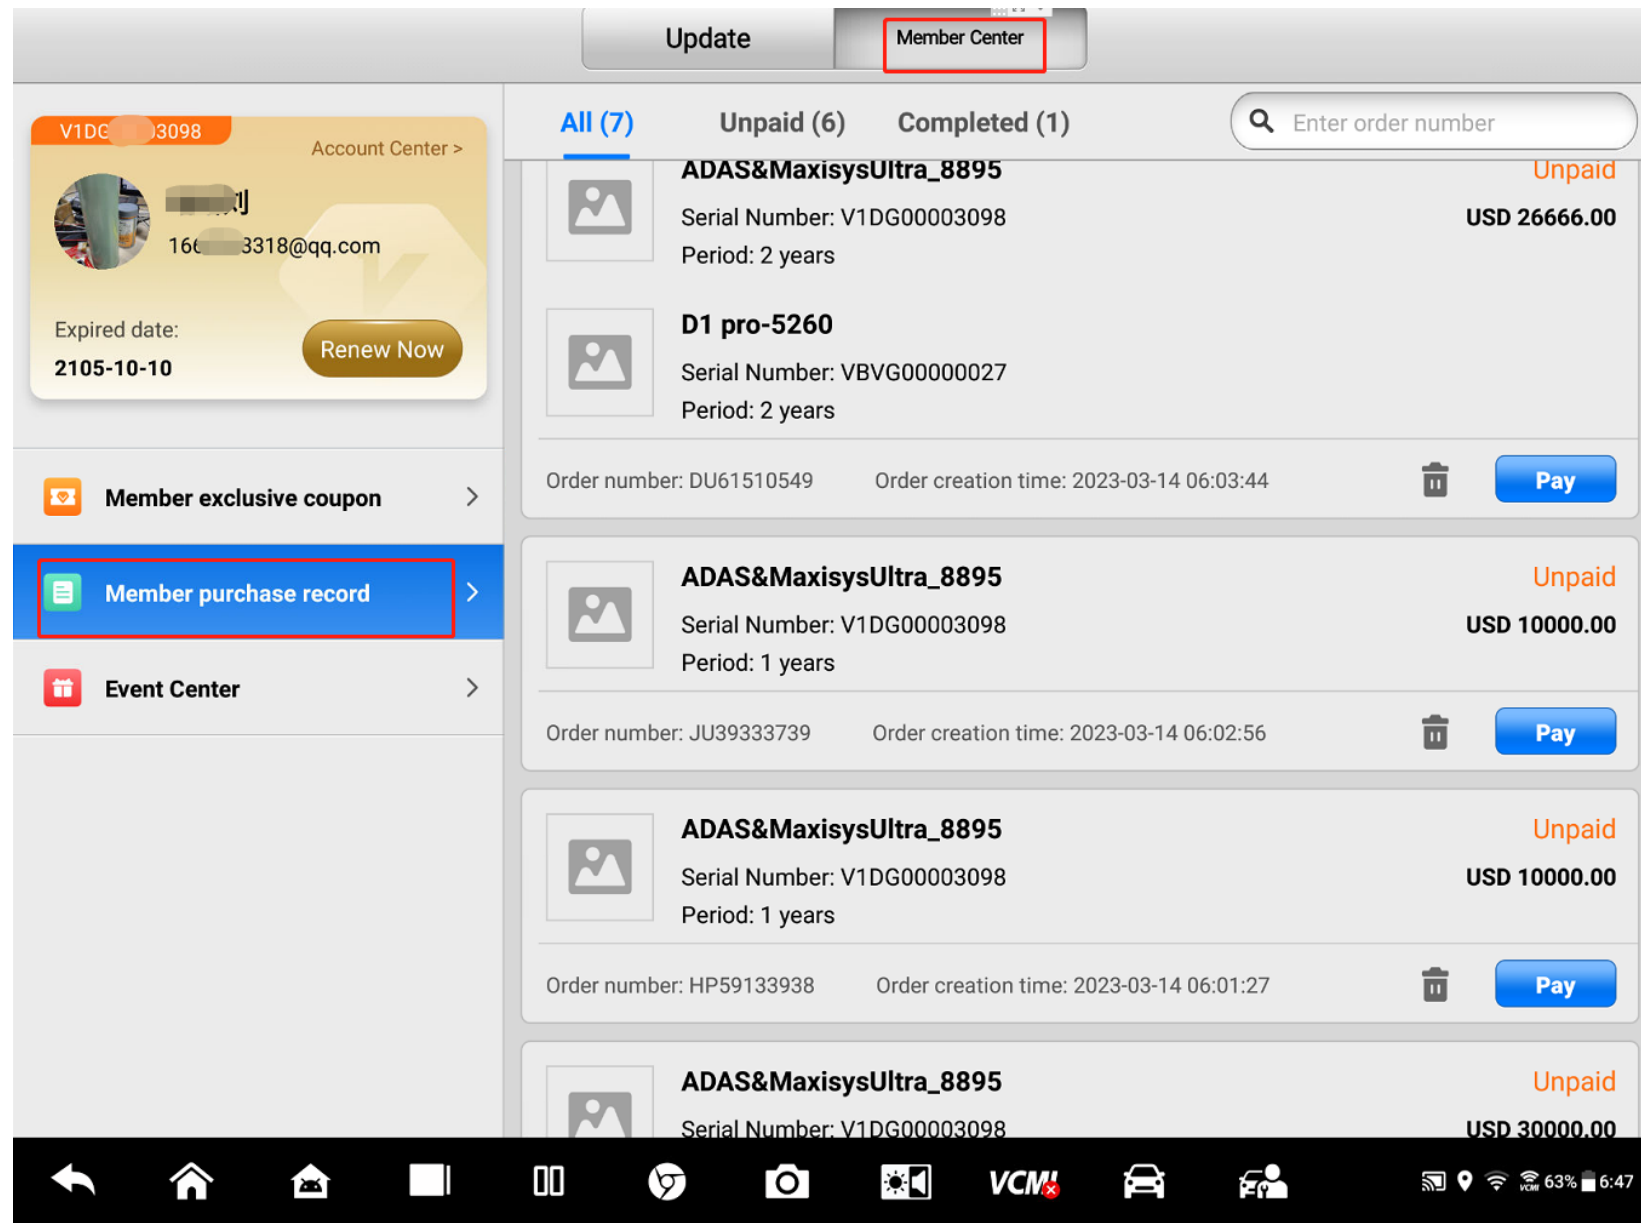 Update
Member Center
V1DG 3098
Account Center >
刻
166 3318@qq.com
Expired date:
2105-10-10
Renew Now
Member exclusive coupon
Member purchase record
Event Center
All (7)
Unpaid (6)
Completed (1)
Enter order number
ADAS&MaxisysUltra_8895
Unpaid
Serial Number: V1DG00003098
USD 26666.00
Period: 2 years
D1 pro-5260
Serial Number: VBVG00000027
Period: 2 years
Order number: DU61510549
Order creation time: 2023-03-14 06:03:44
Pay
ADAS&MaxisysUltra_8895
Unpaid
Serial Number: V1DG00003098
USD 10000.00
Period: 1 years
Order number: JU39333739
Order creation time: 2023-03-14 06:02:56
Pay
ADAS&MaxisysUltra_8895
Unpaid
Serial Number: V1DG00003098
USD 10000.00
Period: 1 years
Order number: HP59133938
Order creation time: 2023-03-14 06:01:27
Pay
ADAS&MaxisysUltra_8895
Unpaid
Serial Number: V1DG00003098
USD 30000.00
VCMI
VCMI
63%
6:47